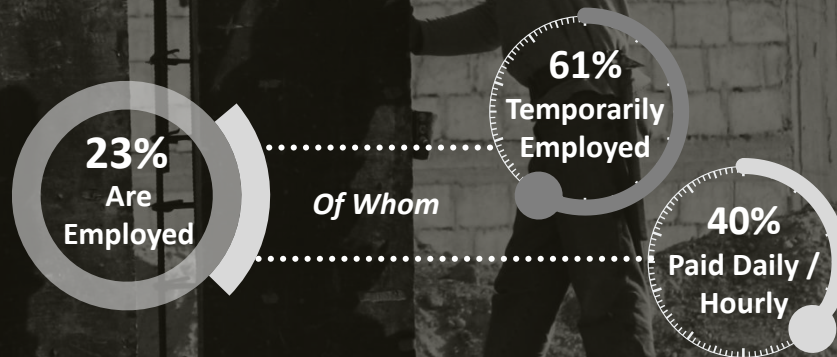 23%
Are
Employed
Of Whom
61%
Temporarily
Employed
40%
Paid Daily /
Hourly